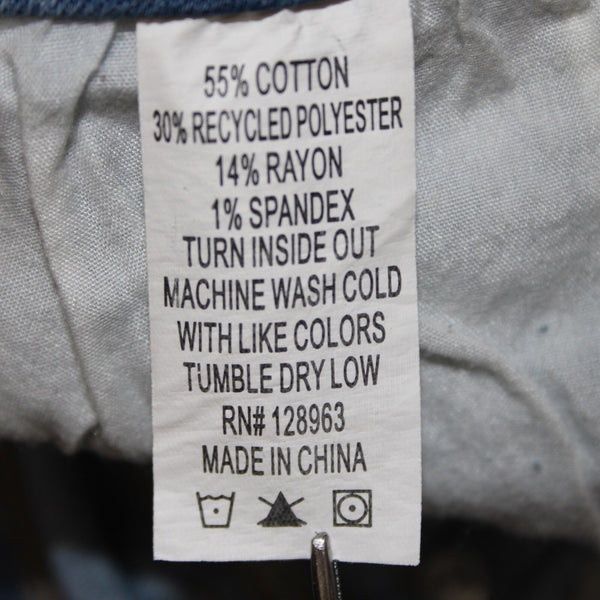 55% COTTON
30% RECYCLED POLYESTER
14% RAYON
1% SPANDEX
TURN INSIDE OUT
MACHINE WASH COLD
WITH LIKE COLORS
TUMBLE DRY LOW
RN# 128963
MADE IN CHINA